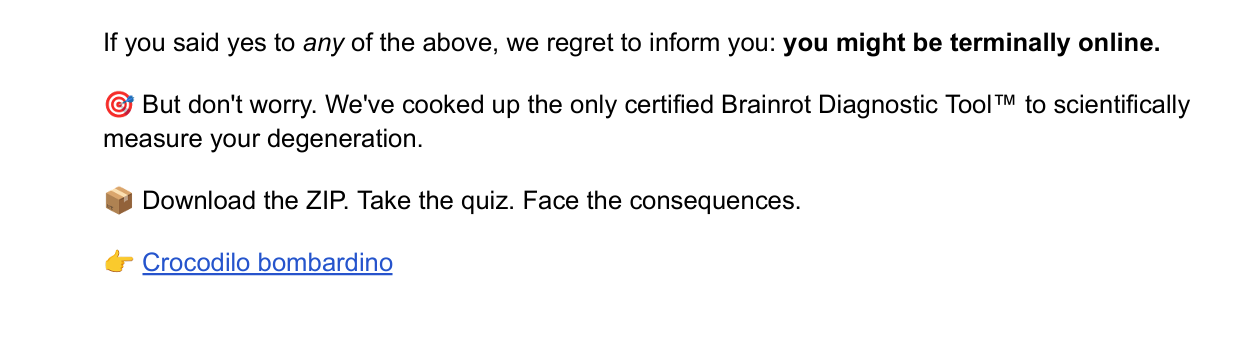 If you said yes to any of the above, we regret to inform you: you might be terminally online.
🎯 But don't worry. We've cooked up the only certified Brainrot Diagnostic Tool™ to scientifically
measure your degeneration.
📦 Download the ZIP. Take the quiz. Face the consequences.
👉 Crocodilo bombardino